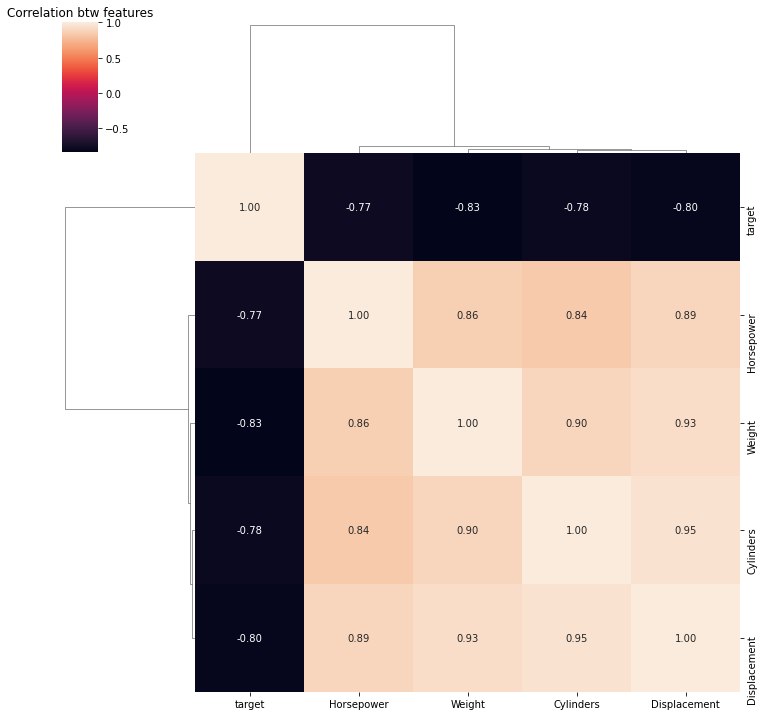 Correlation btw features
1.0
0.5
0.0
−0.5
1.00 -0.77 -0.83 -0.78 -0.80 target
-0.77 1.00 0.86 0.84 0.89 Horsepower
-0.83 0.86 1.00 0.90 0.93 Weight
-0.78 0.84 0.90 1.00 0.95 Cylinders
-0.80 0.89 0.93 0.95 1.00 Displacement
target Horsepower Weight Cylinders Displacement